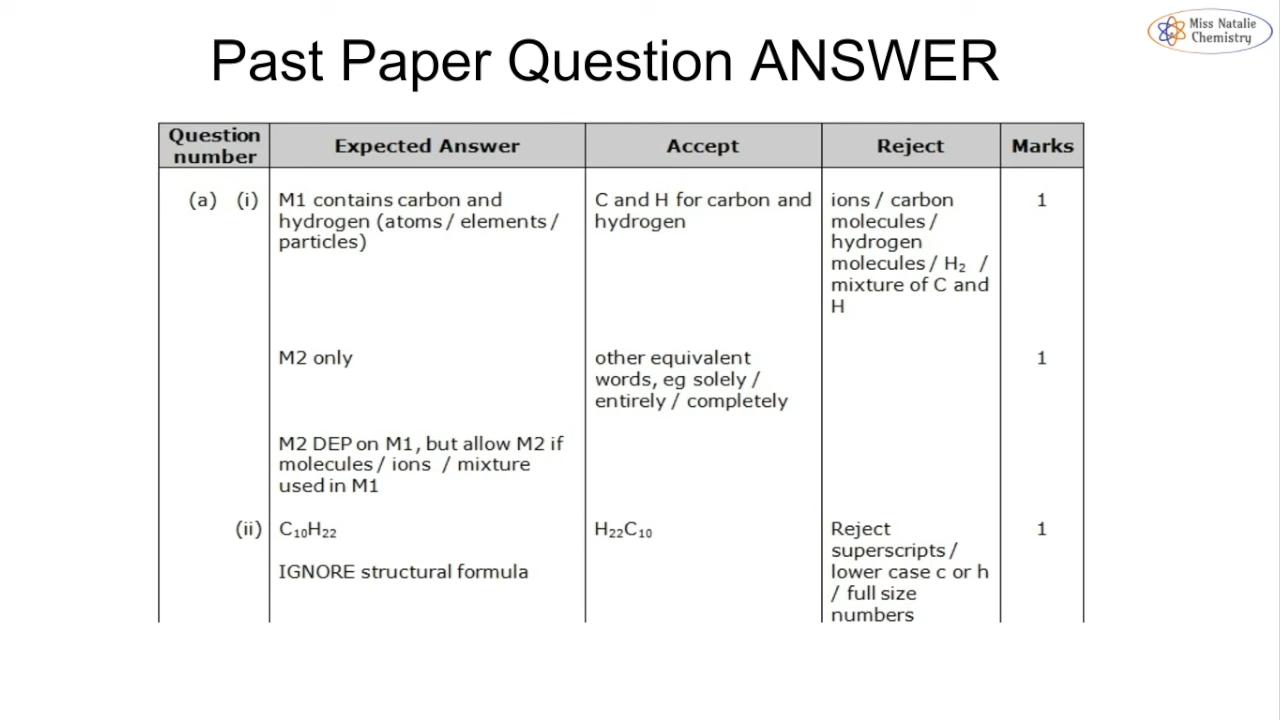 Miss Natalie
Chemistry
Past Paper Question ANSWER
Question number | Expected Answer | Accept | Reject | Marks
(a) (i) M1 contains carbon and
hydrogen (atoms / elements /
particles)
C and H for carbon and
hydrogen
ions / carbon
molecules /
hydrogen
molecules / H₂ /
mixture of C and
H
1
M2 only
other equivalent
words, eg solely /
entirely / completely
1
M2 DEP on M1, but allow M2 if
molecules / ions / mixture
used in M1
(ii) C₁₀H₂₂
H₂₂C₁₀
Reject
superscripts /
lower case c or h
/ full size
numbers
1
IGNORE structural formula